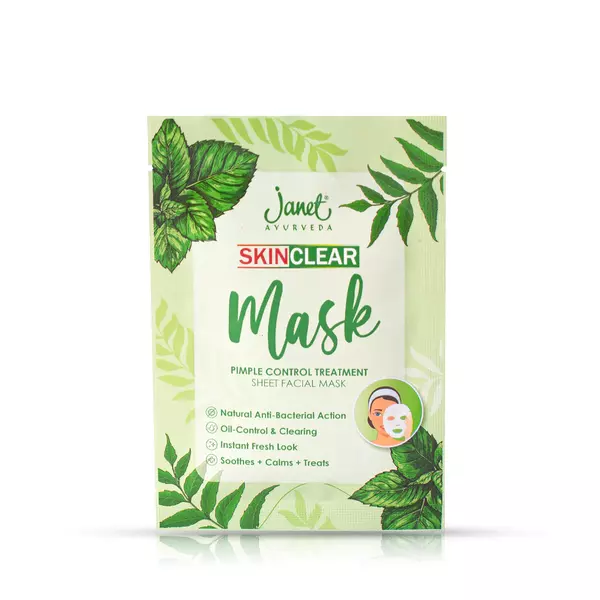 Janet®
AYURVEDA
SKINCLEAR
Mask
PIMPLE CONTROL TREATMENT
SHEET FACIAL MASK
Natural Anti-Bacterial Action
Oil-Control & Clearing
Instant Fresh Look
Soothes + Calms + Treats